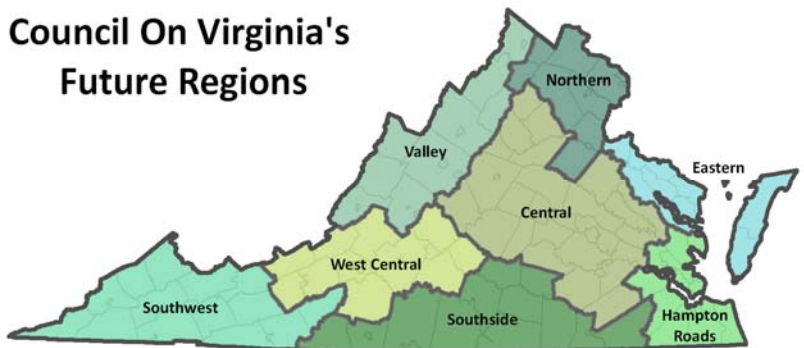 Council On Virginia's
Future Regions
Northern
Valley
Eastern
Central
West Central
Southwest
Southside
Hampton
Roads